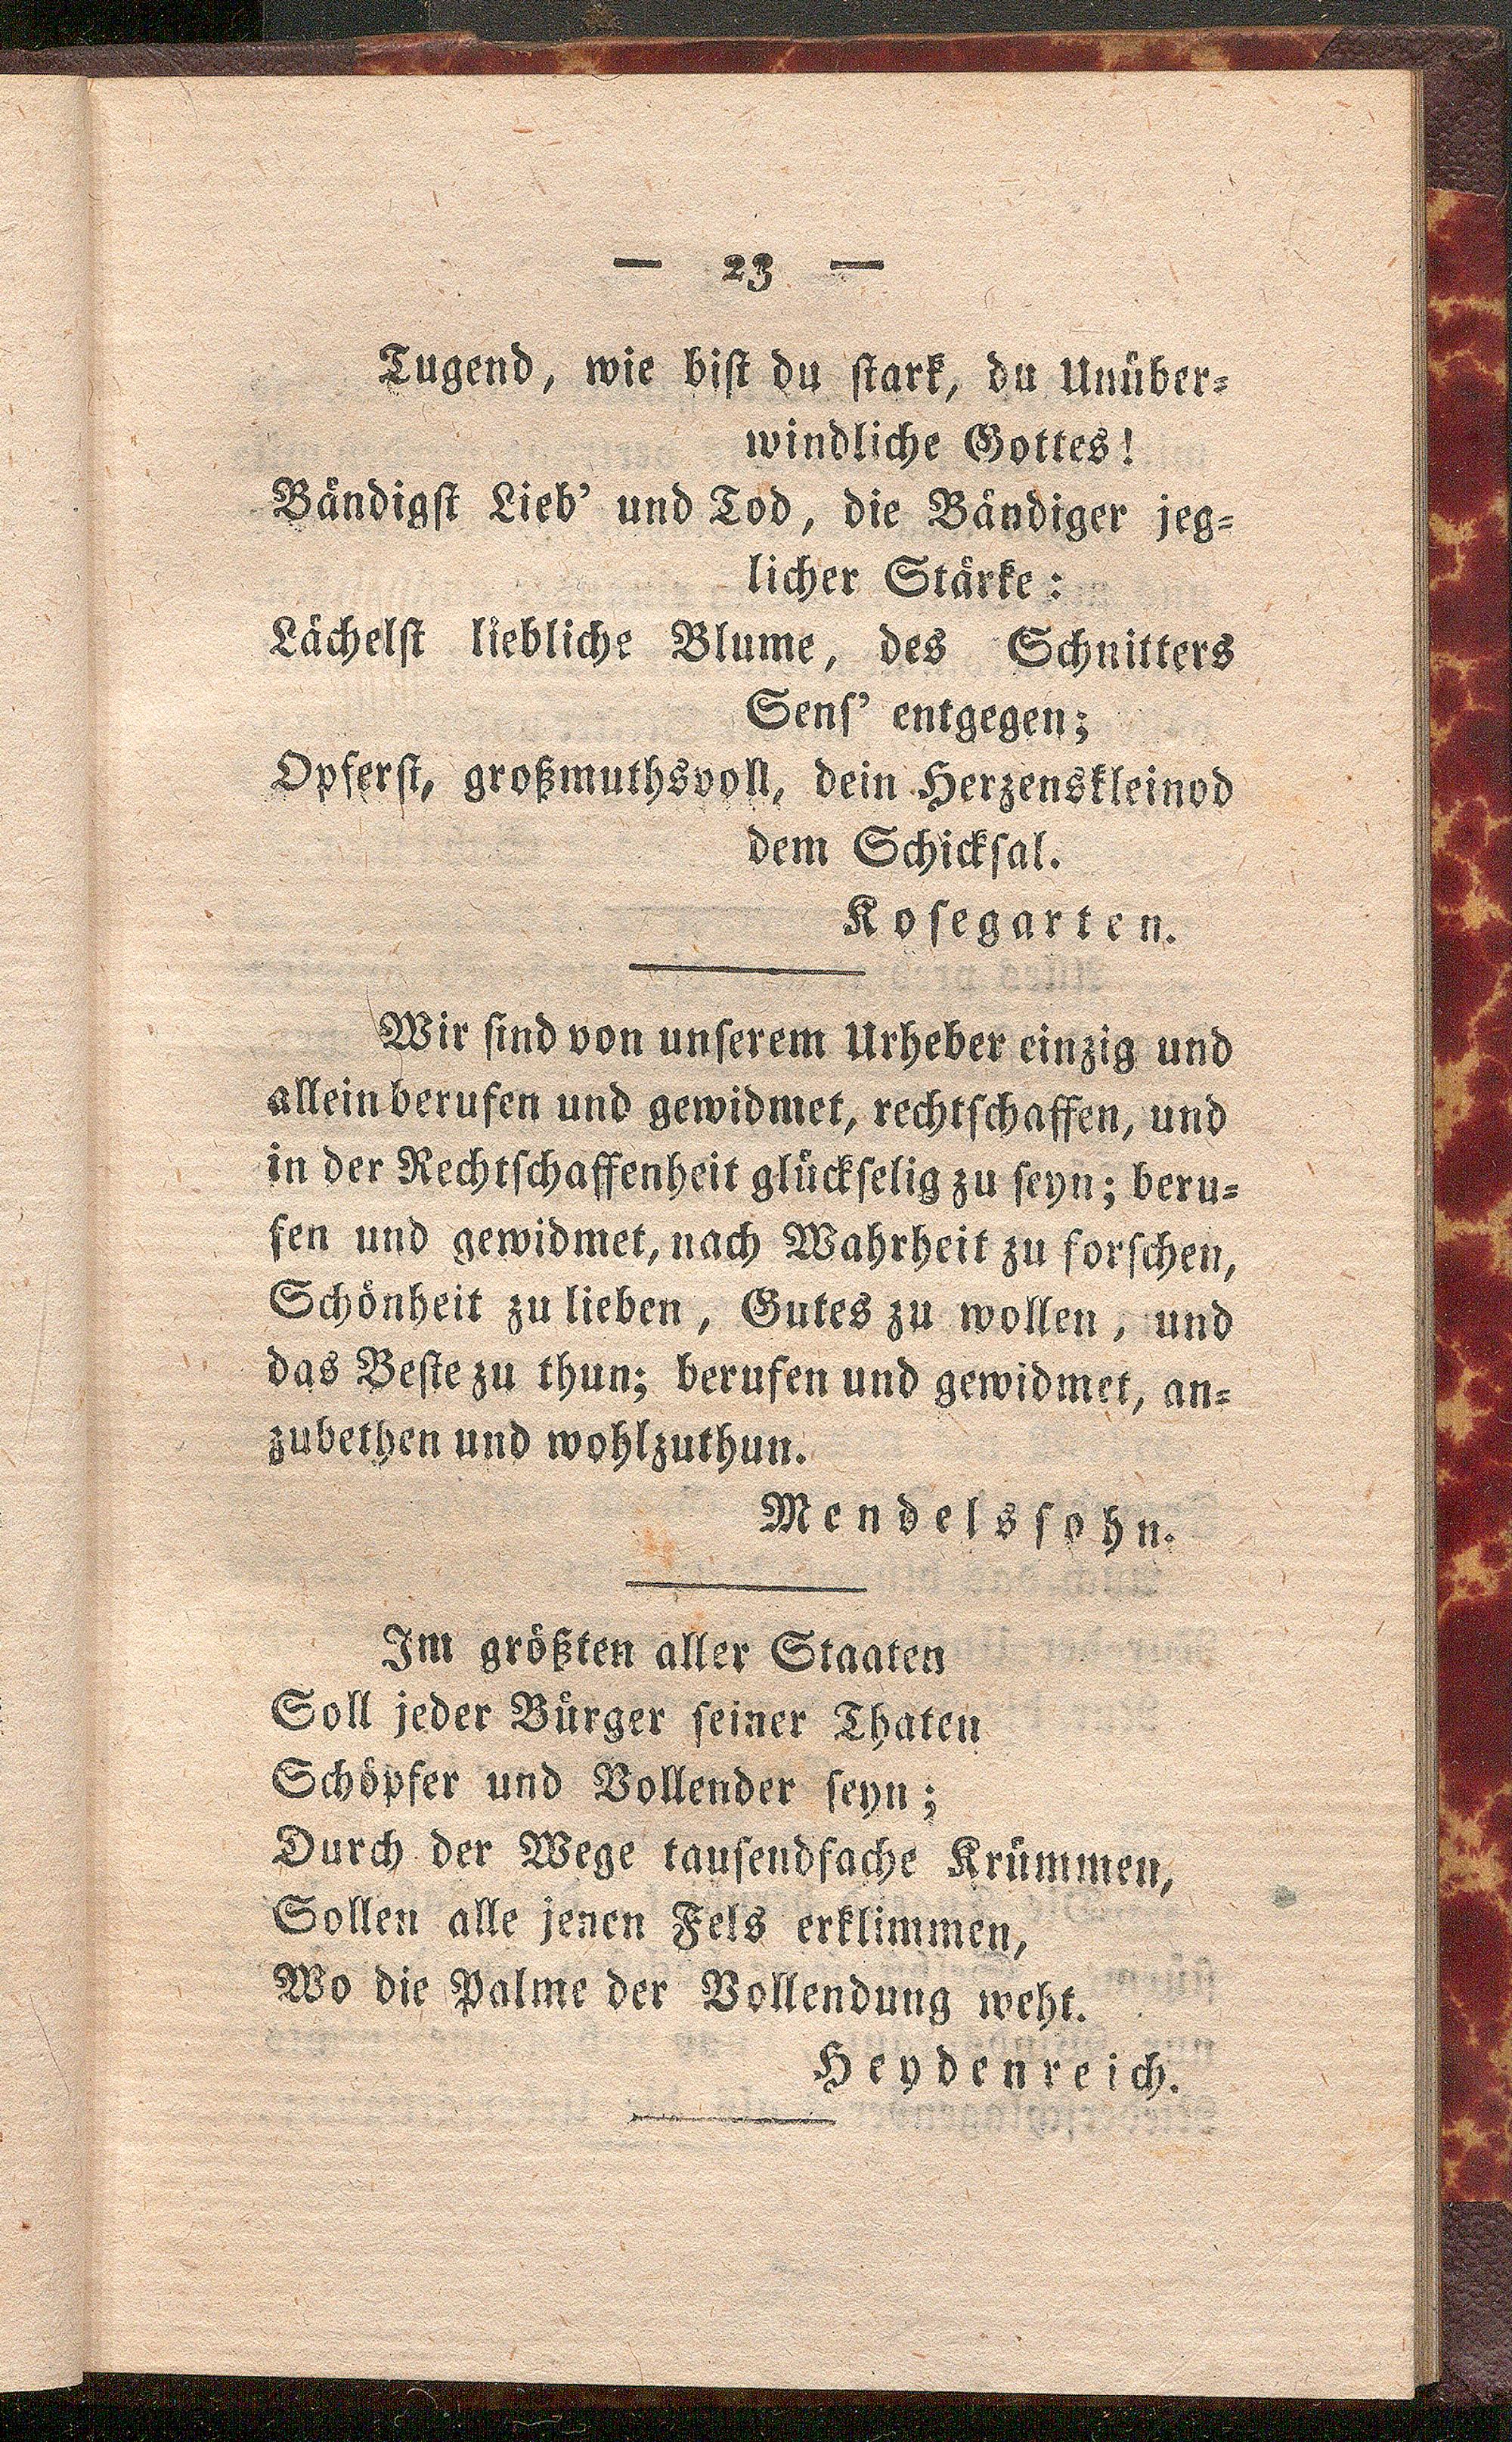 — 23 —
Tugend, wie bist du stark, du Unüber-
windliche Gottes!
Bändigst Lieb' und Tod, die Bändiger jeg-
licher Stärke:
Lächelst liebliche Blume, des Schnitters
Sens' entgegen;
Opferst, großmuthsvoll, dein Herzenskleinod
dem Schicksal.
Kosegarten.
Wir sind von unserem Urheber einzig und
allein berufen und gewidmet, rechtschaffen, und
in der Rechtschaffenheit glückselig zu seyn; beru-
fen und gewidmet, nach Wahrheit zu forschen,
Schönheit zu lieben, Gutes zu wollen, und
das Beste zu thun; berufen und gewidmet, an-
zubethen und wohlzuthun.
Mendelssohn.
Im größten aller Staaten
Soll jeder Bürger seiner Thaten
Schöpfer und Vollender seyn;
Durch der Wege tausendfache Krümmen,
Sollen alle jenen Fels erklimmen,
Wo die Palme der Vollendung weht.
Heydenreich.